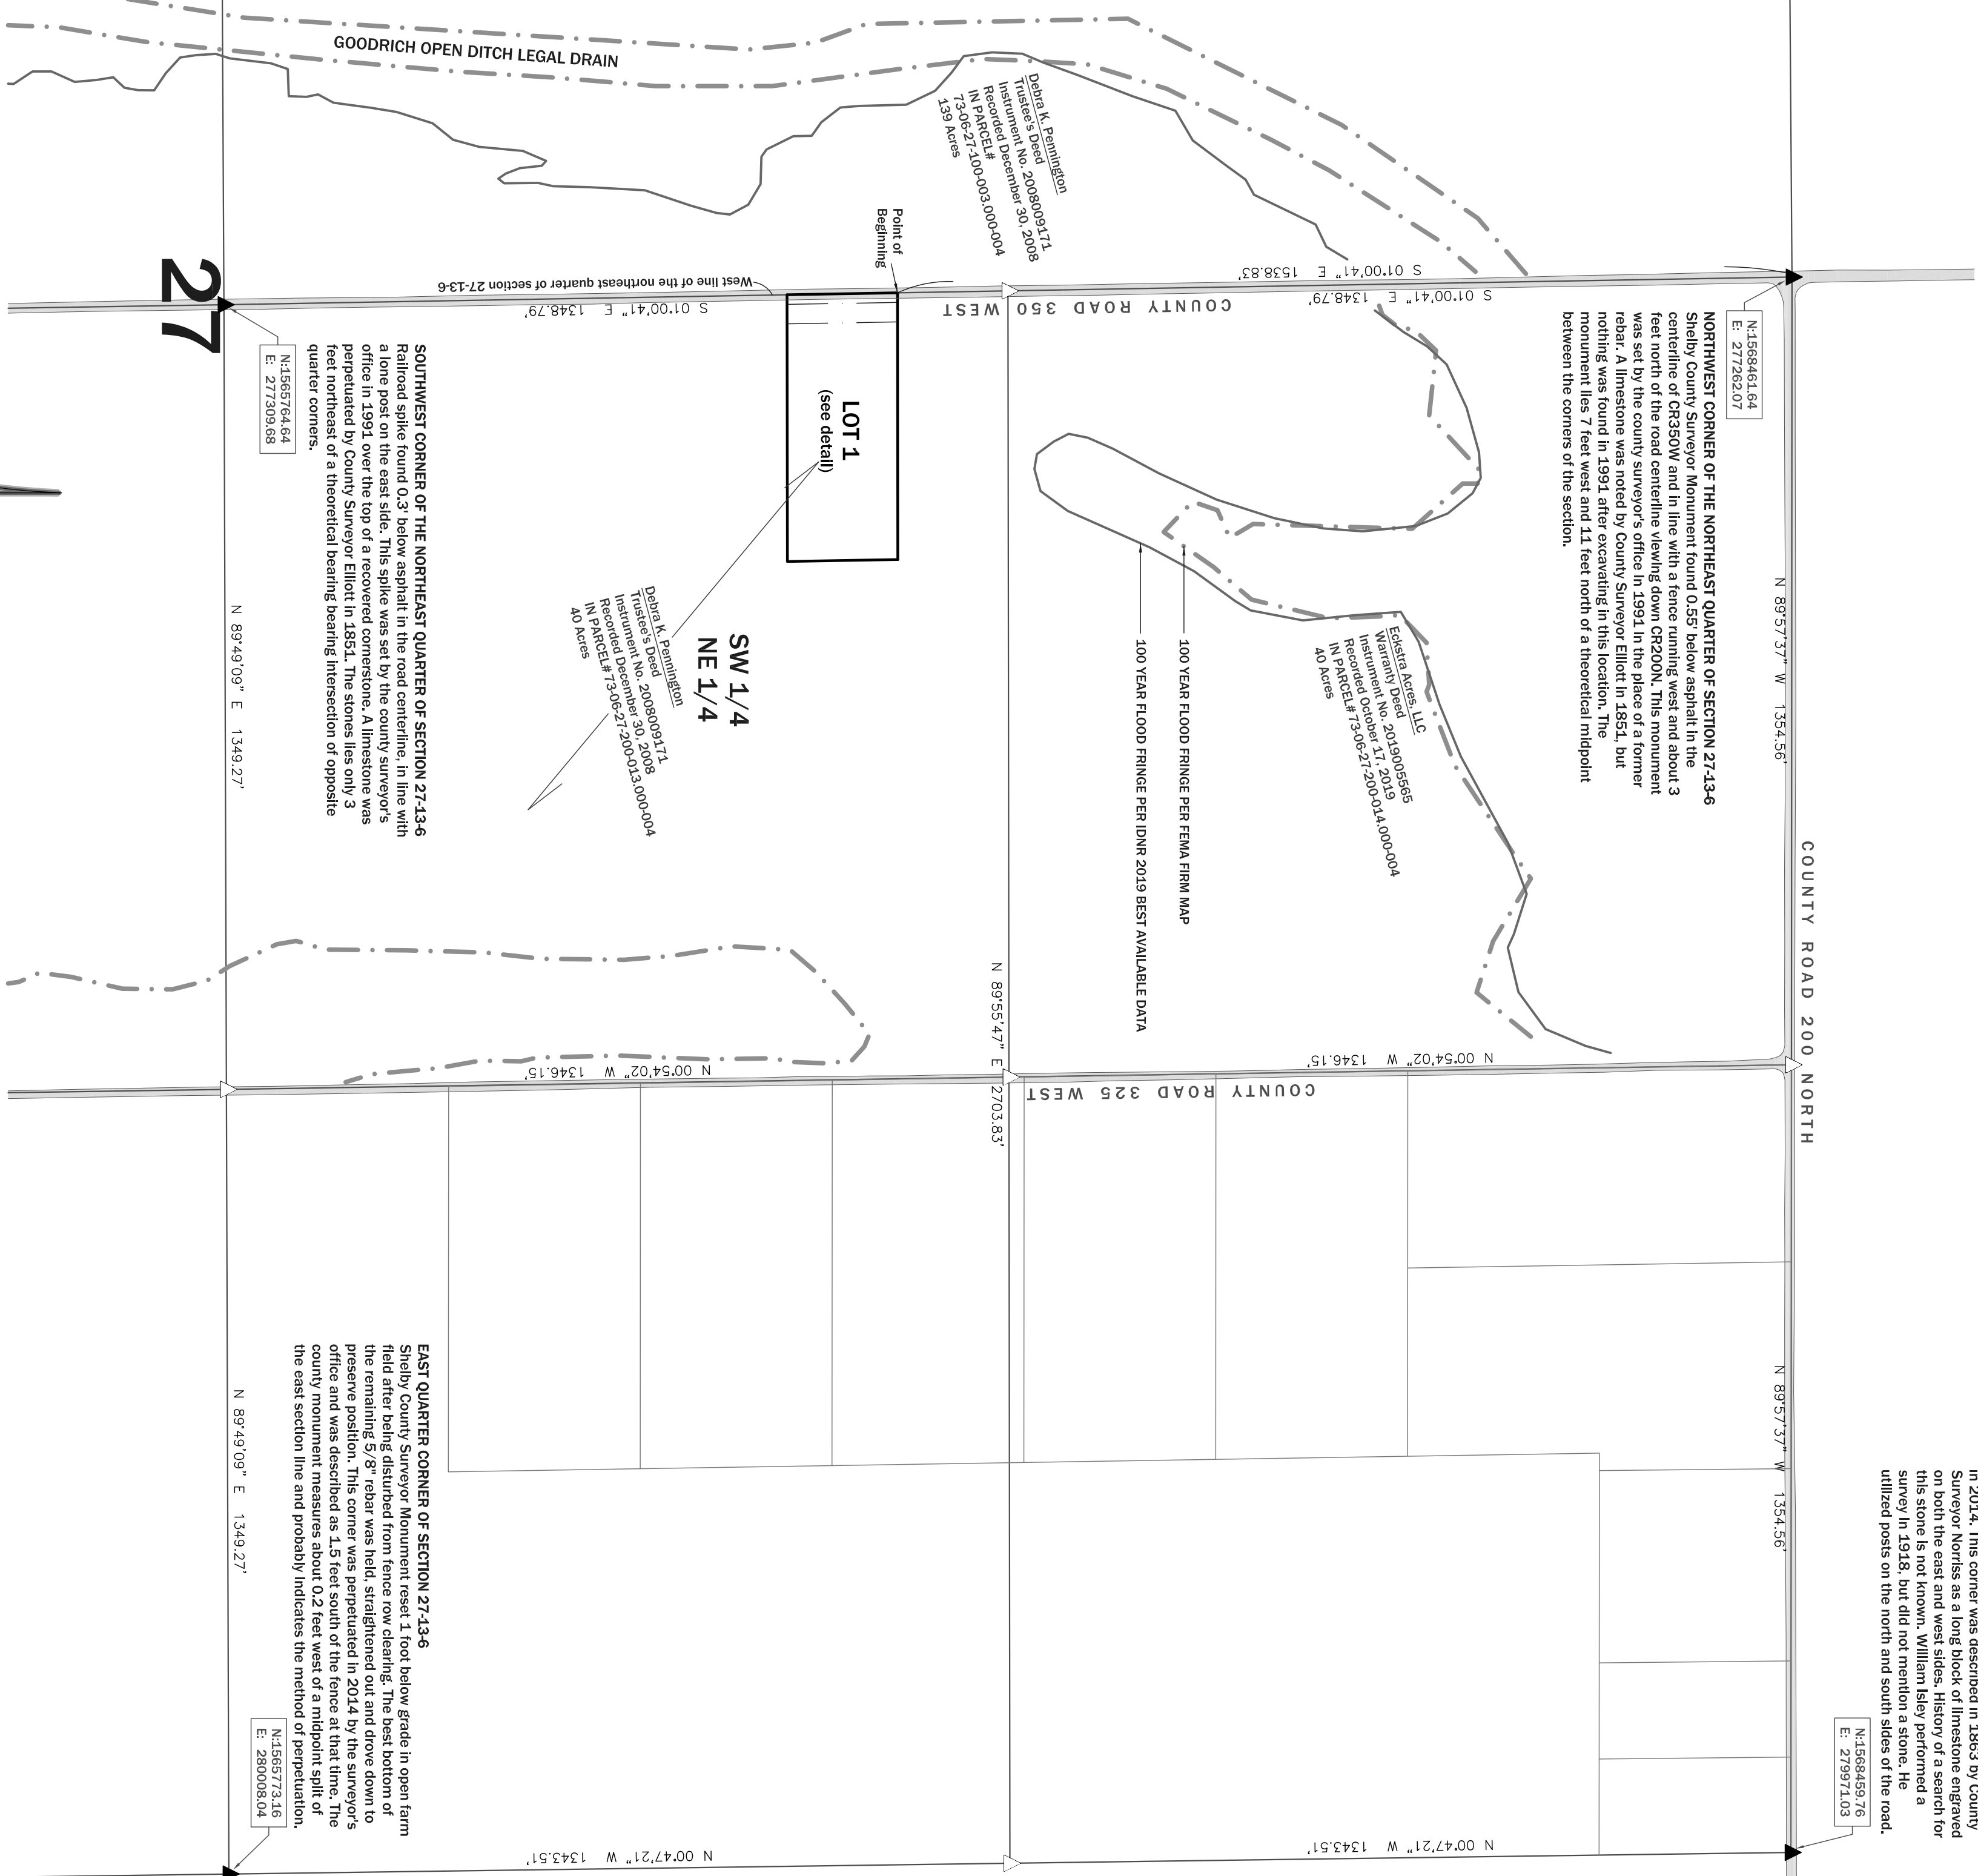 GOODRICH OPEN DITCH LEGAL DRAIN
Debra K. Pennington
Trustee's Deed
Instrument No. 2008009171
Recorded December 30, 2008
IN PARCEL#
73-06-27-100-003.000-004
139 Acres
Point of
Beginning
27
West line of the northeast quarter of section 27-13-6
S 01°00'41" E 1348.79'
S 01°00'41" E 1538.83'
S 01°00'41" E 1348.79'
COUNTY ROAD 350 WEST
N:1568461.64
E: 277262.07
NORTHWEST CORNER OF THE NORTHEAST QUARTER OF SECTION 27-13-6
Shelby County Surveyor Monument found 0.55' below asphalt in the
centerline of CR350W and in line with a fence running west and about 3
feet north of the road centerline viewing down CR200N. This monument
was set by the county surveyor's office in 1991 in the place of a former
rebar. A limestone was noted by County Surveyor Elliott in 1851, but
nothing was found in 1991 after excavating in this location. The
monument lies 7 feet west and 11 feet north of a theoretical midpoint
between the corners of the section.
N:1565764.64
E: 277309.68
SOUTHWEST CORNER OF THE NORTHEAST QUARTER OF SECTION 27-13-6
Railroad spike found 0.3' below asphalt in the road centerline, in line with
a lone post on the east side. This spike was set by the county surveyor's
office in 1991 over the top of a recovered cornerstone. A limestone was
perpetuated by County Surveyor Elliott in 1851. The stones lies only 3
feet northeast of a theoretical bearing bearing intersection of opposite
quarter corners.
LOT 1
(see detail)
SW 1/4
NE 1/4
Debra K. Pennington
Trustee's Deed
Instrument No. 2008009171
Recorded December 30, 2008
IN PARCEL# 73-06-27-200-013.000-004
40 Acres
100 YEAR FLOOD FRINGE PER FEMA FIRM MAP
100 YEAR FLOOD FRINGE PER IDNR 2019 BEST AVAILABLE DATA
Eckstra Acres, LLC
Warranty Deed
Instrument No. 2019005565
Recorded October 17, 2019
IN PARCEL# 73-06-27-200-014.000-004
40 Acres
N 89°57'37" W 1354.56'
COUNTY ROAD 200 NORTH
N 89°49'09" E 1349.27'
N 89°55'47" E 2703.83'
N 00°54'02" W 1346.15'
N 00°54'02" W 1346.15'
COUNTY ROAD 325 WEST
N 89°57'37" W 1354.56'
N 89°49'09" E 1349.27'
in 2014. This corner was described in 1863 by County
Surveyor Norriss as a long block of limestone engraved
on both the east and west sides. History of a search for
this stone is not known. William Isley performed a
survey in 1918, but did not mention a stone. He
utilized posts on the north and south sides of the road.
N:1568459.76
E: 279971.03
EAST QUARTER CORNER OF SECTION 27-13-6
Shelby County Surveyor Monument reset 1 foot below grade in open farm
field after being disturbed from fence row clearing. The best bottom of
the remaining 5/8" rebar was held, straightened out and drove down to
preserve position. This corner was perpetuated in 2014 by the surveyor's
office and was described as 1.5 feet south of the fence at that time. The
county monument measures about 0.2 feet west of a midpoint split of
the east section line and probably indicates the method of perpetuation.
N:1565773.16
E: 280008.04
N 00°47'21" W 1343.51'
N 00°47'21" W 1343.51'